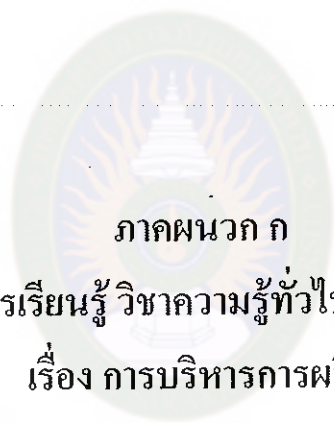 ภาคผนวก ก
รเรียนรู้ วิชาความรู้ทั่วไ
เรื่อง การบริหารการผ